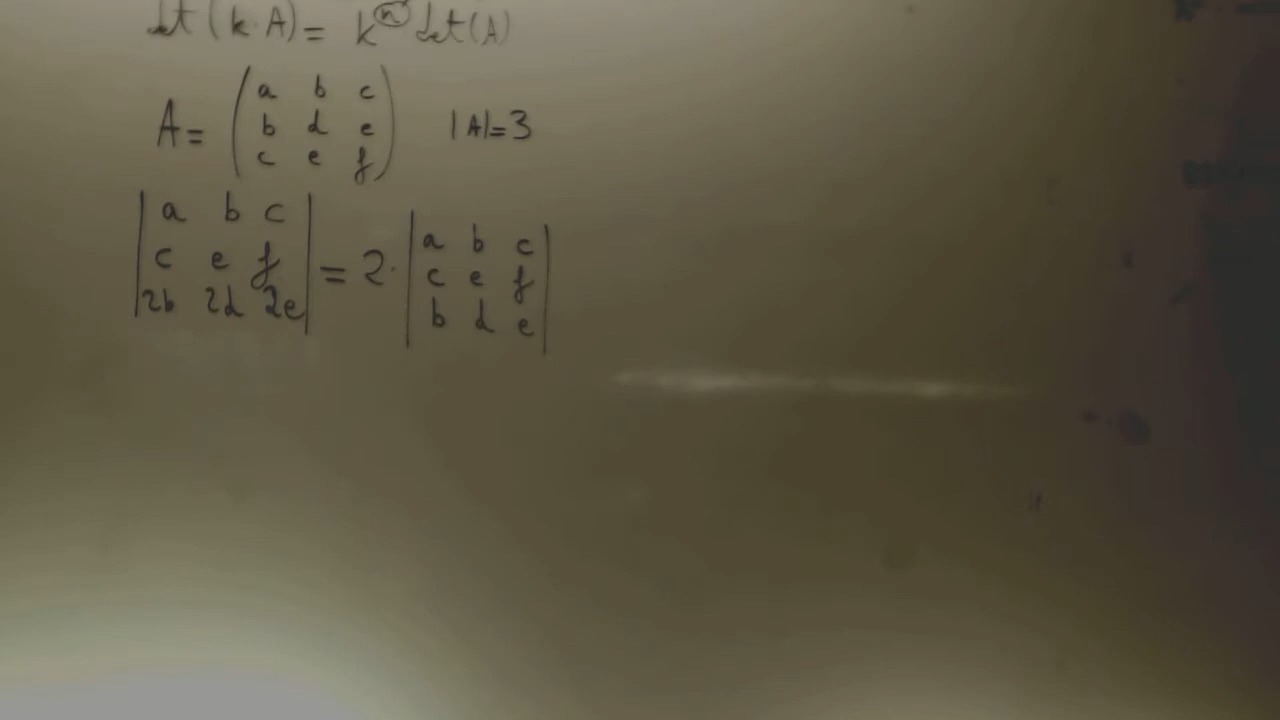 det (k·A) = k^n det(A)
A = ( a b c ; b d e ; c e f ) |A|=3
| a b c ; c e f ; 2b 2d 2e | = 2· | a b c ; c e f ; b d e |